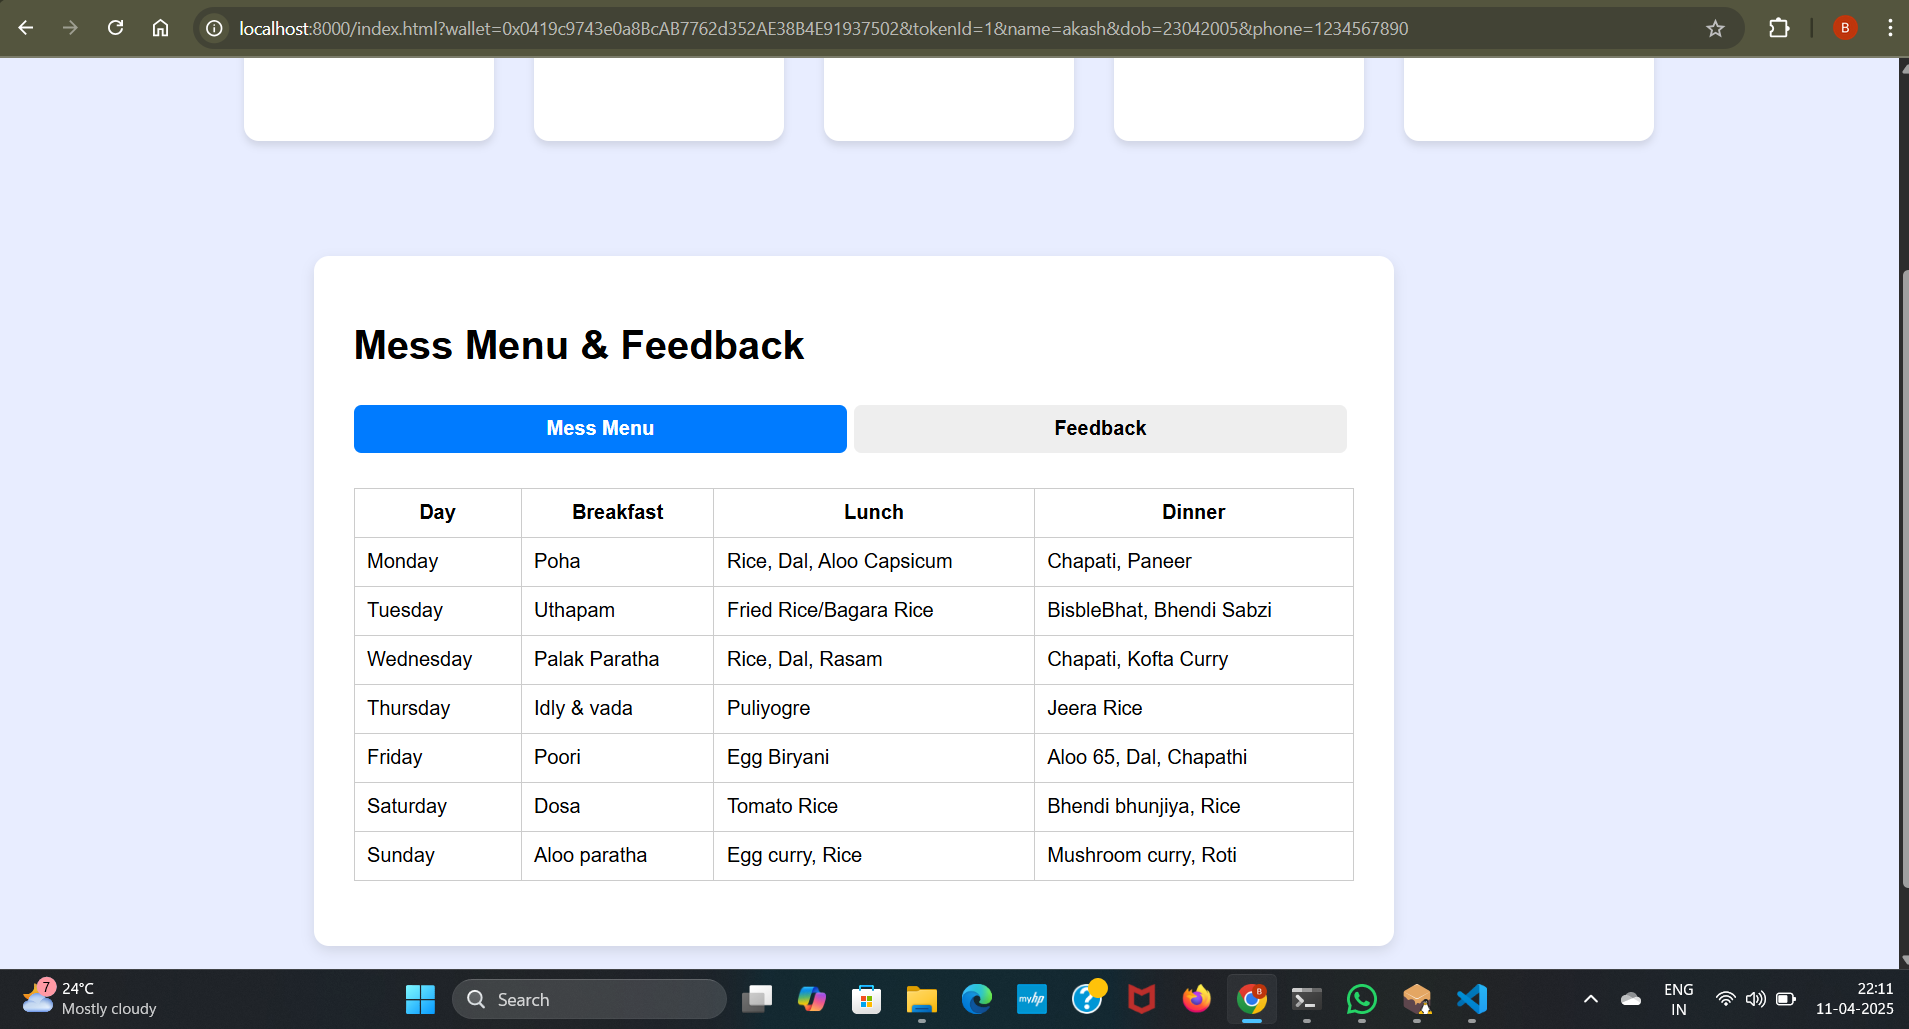 localhost:8000/index.html?wallet=0x0419c9743e0a8BcAB7762d352AE38B4E91937502&tokenId=1&name=akash&dob=23042005&phone=1234567890
B
Mess Menu & Feedback
Mess Menu Feedback
Day Breakfast Lunch Dinner
Monday Poha Rice, Dal, Aloo Capsicum Chapati, Paneer
Tuesday Uthapam Fried Rice/Bagara Rice BisbleBhat, Bhendi Sabzi
Wednesday Palak Paratha Rice, Dal, Rasam Chapati, Kofta Curry
Thursday Idly & vada Puliyogre Jeera Rice
Friday Poori Egg Biryani Aloo 65, Dal, Chapathi
Saturday Dosa Tomato Rice Bhendi bhunjiya, Rice
Sunday Aloo paratha Egg curry, Rice Mushroom curry, Roti
7 24°C
Mostly cloudy
Search
myhp
B
ENG
IN
22:11
11-04-2025